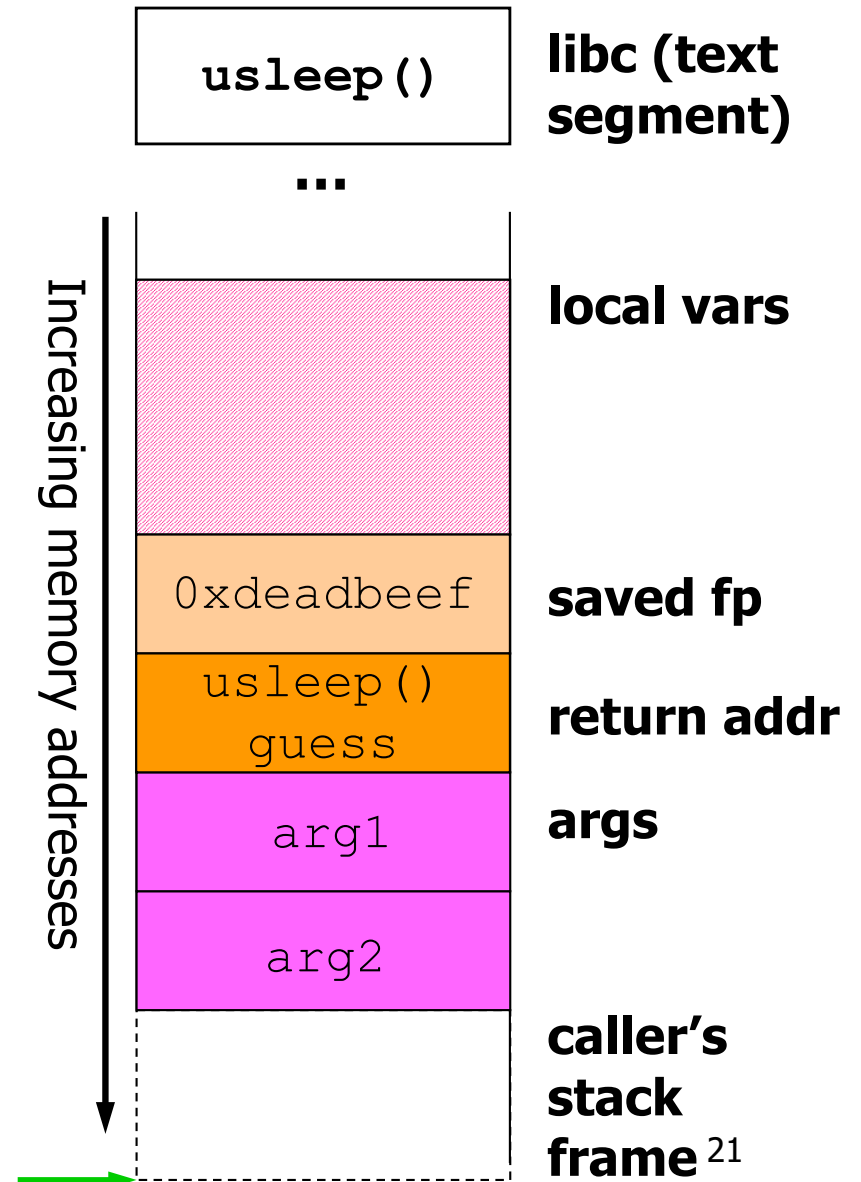 usleep()
libc (text
segment)
...
Increasing memory addresses
local vars
0xdeadbeef
saved fp
usleep()
guess
return addr
arg1
args
arg2
caller’s
stack
frame 21